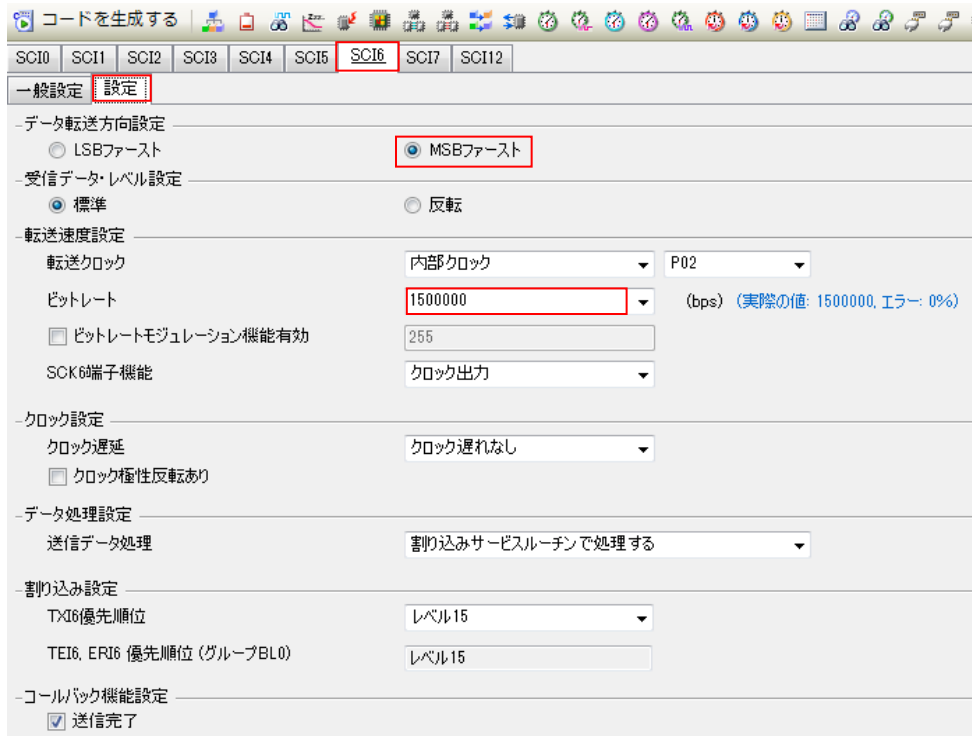 コードを生成する
SCI0 SCI1 SCI2 SCI3 SCI4 SCI5 SCI6 SCI7 SCI12
一般設定 設定
データ転送方向設定
LSBファースト MSBファースト
受信データ・レベル設定
標準 反転
転送速度設定
転送クロック 内部クロック P02
ビットレート 1500000 (bps) (実際の値: 1500000, エラー: 0%)
ビットレートモジュレーション機能有効 255
SCK6端子機能 クロック出力
クロック設定
クロック遅延 クロック遅れなし
クロック極性反転あり
データ処理設定
送信データ処理 割り込みサービスルーチンで処理する
割り込み設定
TXI6優先順位 レベル15
TEI6, ERI6 優先順位 (グループBL0) レベル15
コールバック機能設定
送信完了